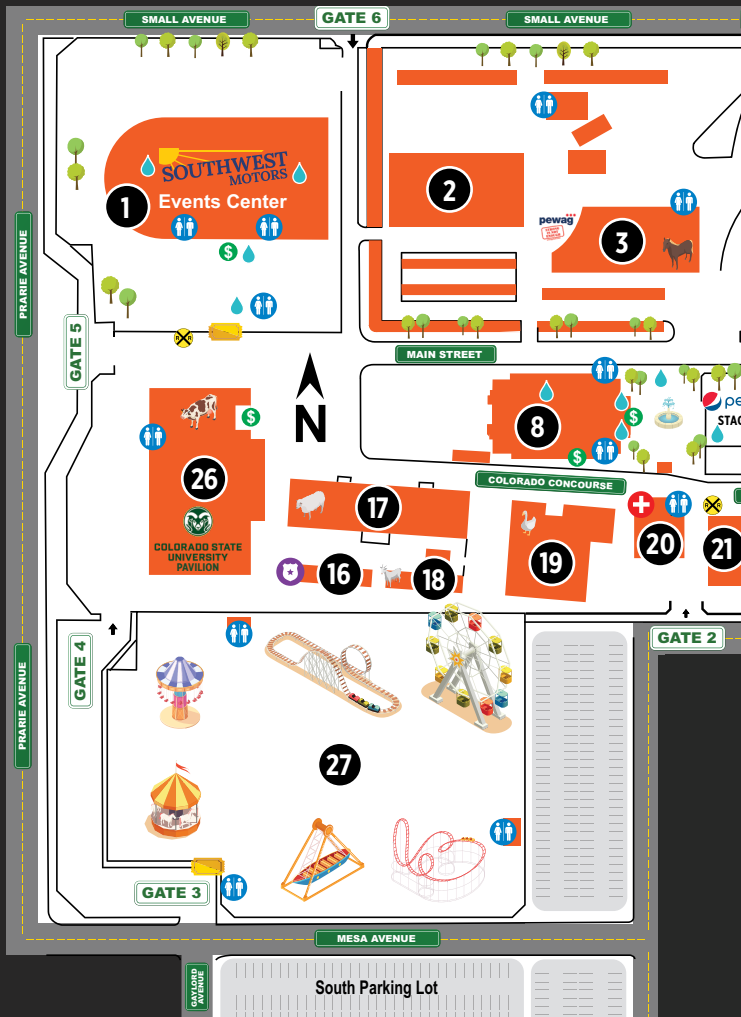 SMALL AVENUE
GATE 6
SMALL AVENUE
SOUTHWEST
MOTORS
Events Center
1
2
pewag
3
PRARIE AVENUE
GATE 5
R R
MAIN STREET
N
$
$
8
$
$
pe
STAG
26
COLORADO STATE
UNIVERSITY
PAVILION
COLORADO CONCOURSE
17
R R
16
18
19
20
21
GATE 4
GATE 2
PRARIE AVENUE
27
GATE 3
MESA AVENUE
GAYLORD
AVENUE
South Parking Lot